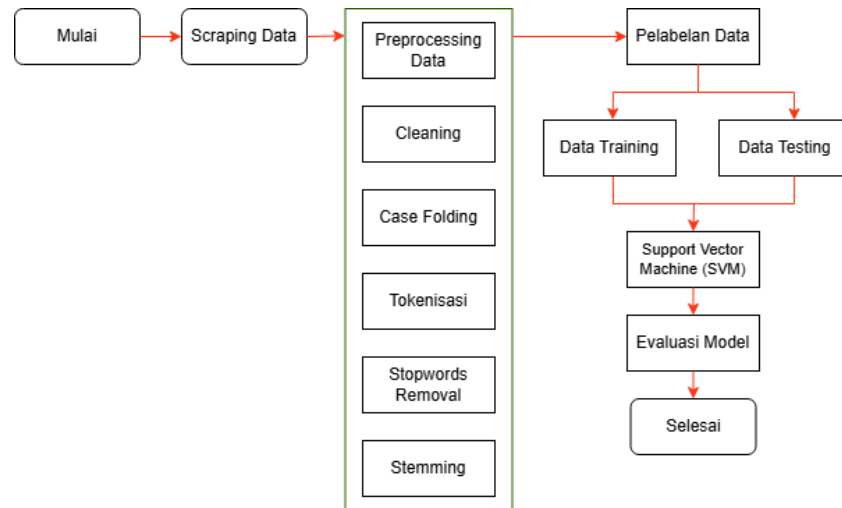 Mulai
Scraping Data
Preprocessing
Data
Cleaning
Case Folding
Tokenisasi
Stopwords
Removal
Stemming
Pelabelan Data
Data Training
Data Testing
Support Vector
Machine (SVM)
Evaluasi Model
Selesai